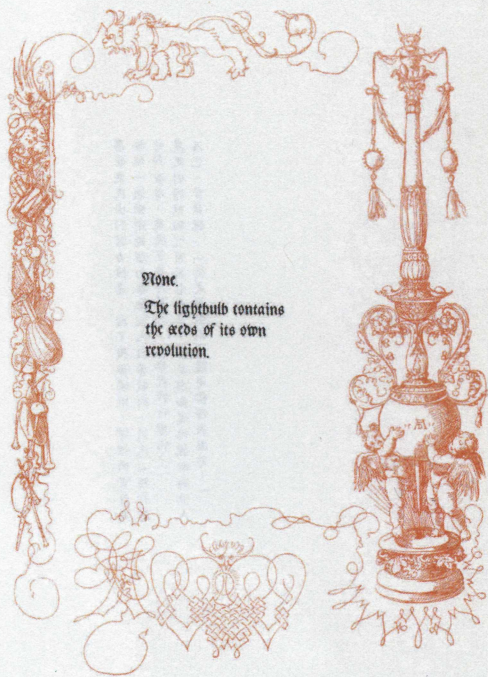 None.
The lightbulb contains
the seeds of its own
revolution.